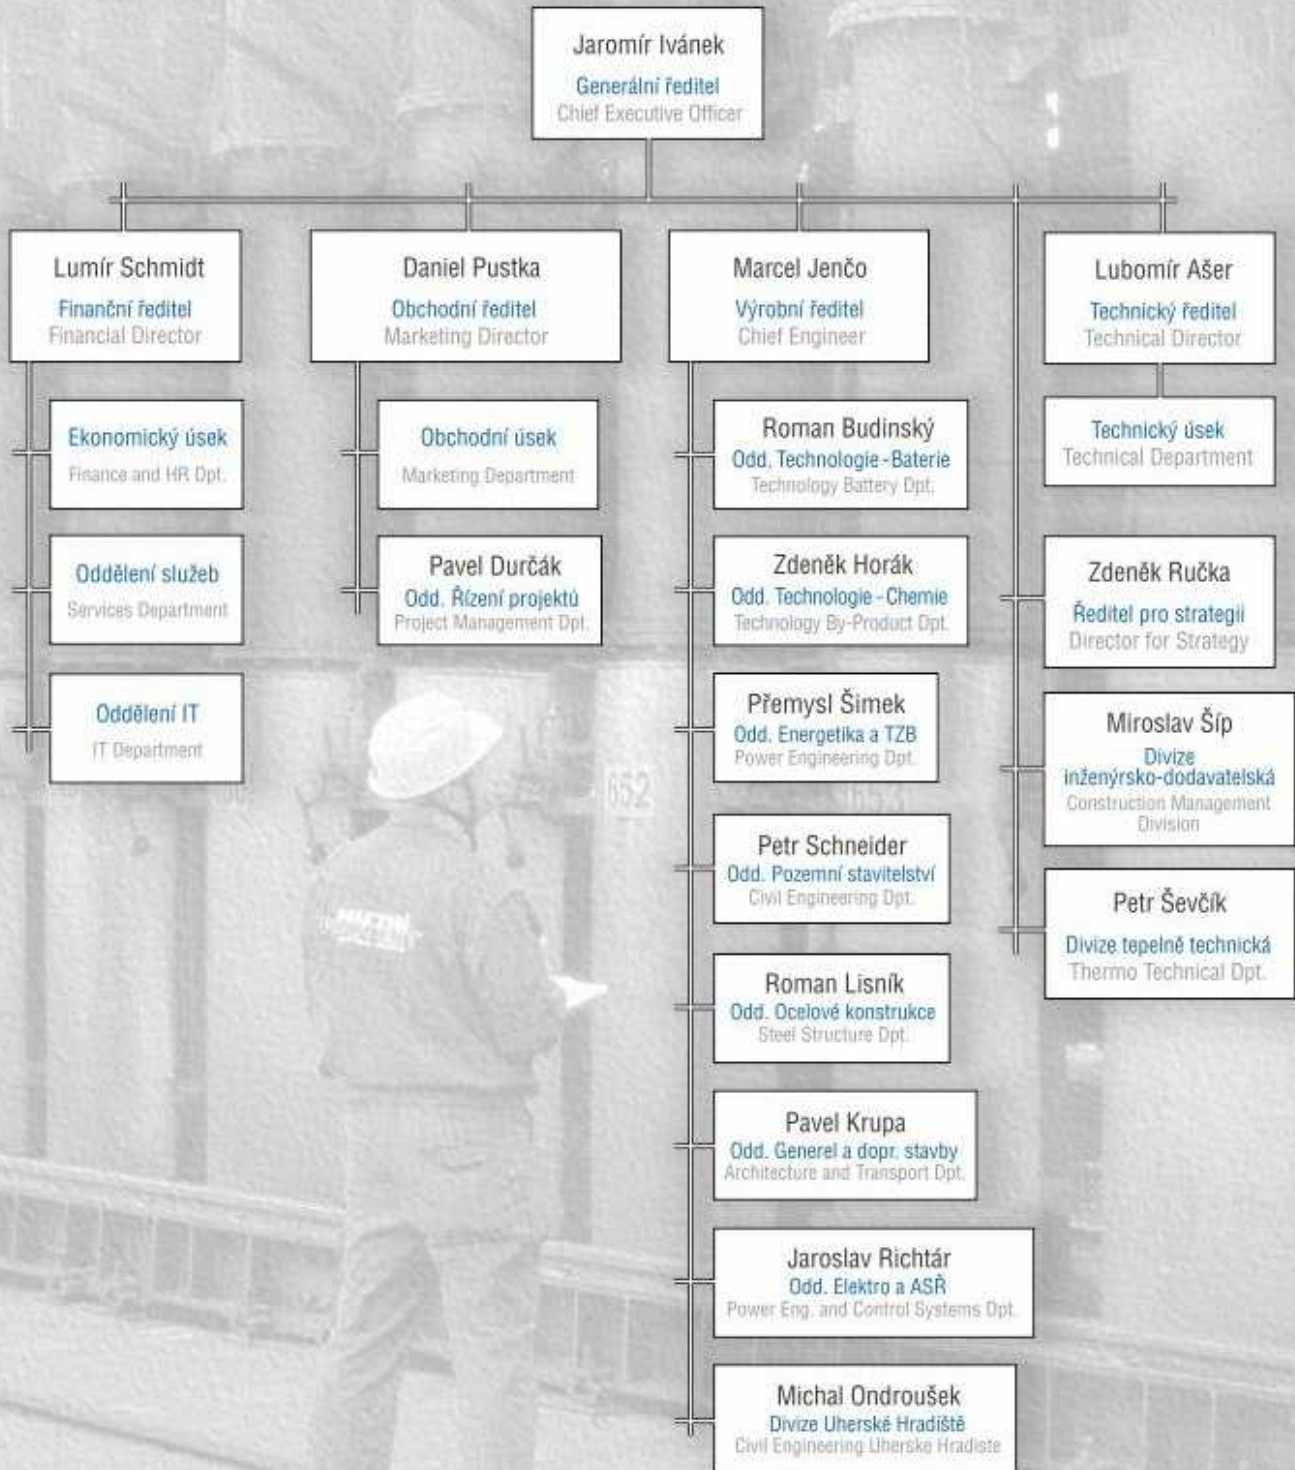 Jaromír Ivánek
Generální ředitel
Chief Executive Officer
Lumír Schmidt
Finanční ředitel
Financial Director
Daniel Pustka
Obchodní ředitel
Marketing Director
Marcel Jenčo
Výrobní ředitel
Chief Engineer
Lubomír Ašer
Technický ředitel
Technical Director
Ekonomický úsek
Finance and HR Dpt.
Oddělení služeb
Services Department
Oddělení IT
IT Department
Obchodní úsek
Marketing Department
Pavel Durčák
Odd. Řízení projektů
Project Management Dpt.
Roman Budinský
Odd. Technologie - Baterie
Technology Battery Dpt.
Zdeněk Horák
Odd. Technologie - Chemie
Technology By-Product Dpt.
Přemysl Šimek
Odd. Energetika a TZB
Power Engineering Dpt.
Petr Schneider
Odd. Pozemní stavitelství
Civil Engineering Dpt.
Roman Lisník
Odd. Ocelové konstrukce
Steel Structure Dpt.
Pavel Krupa
Odd. Generel a dopr. stavby
Architecture and Transport Dpt.
Jaroslav Richtár
Odd. Elektro a ASŘ
Power Eng. and Control Systems Dpt.
Michal Ondroušek
Divize Uherské Hradiště
Civil Engineering Uherske Hradiste
Technický úsek
Technical Department
Zdeněk Ručka
Ředitel pro strategii
Director for Strategy
Miroslav Šíp
Divize
inženýrsko-dodavatelská
Construction Management
Division
Petr Ševčík
Divize tepelně technická
Thermo Technical Dpt.
652